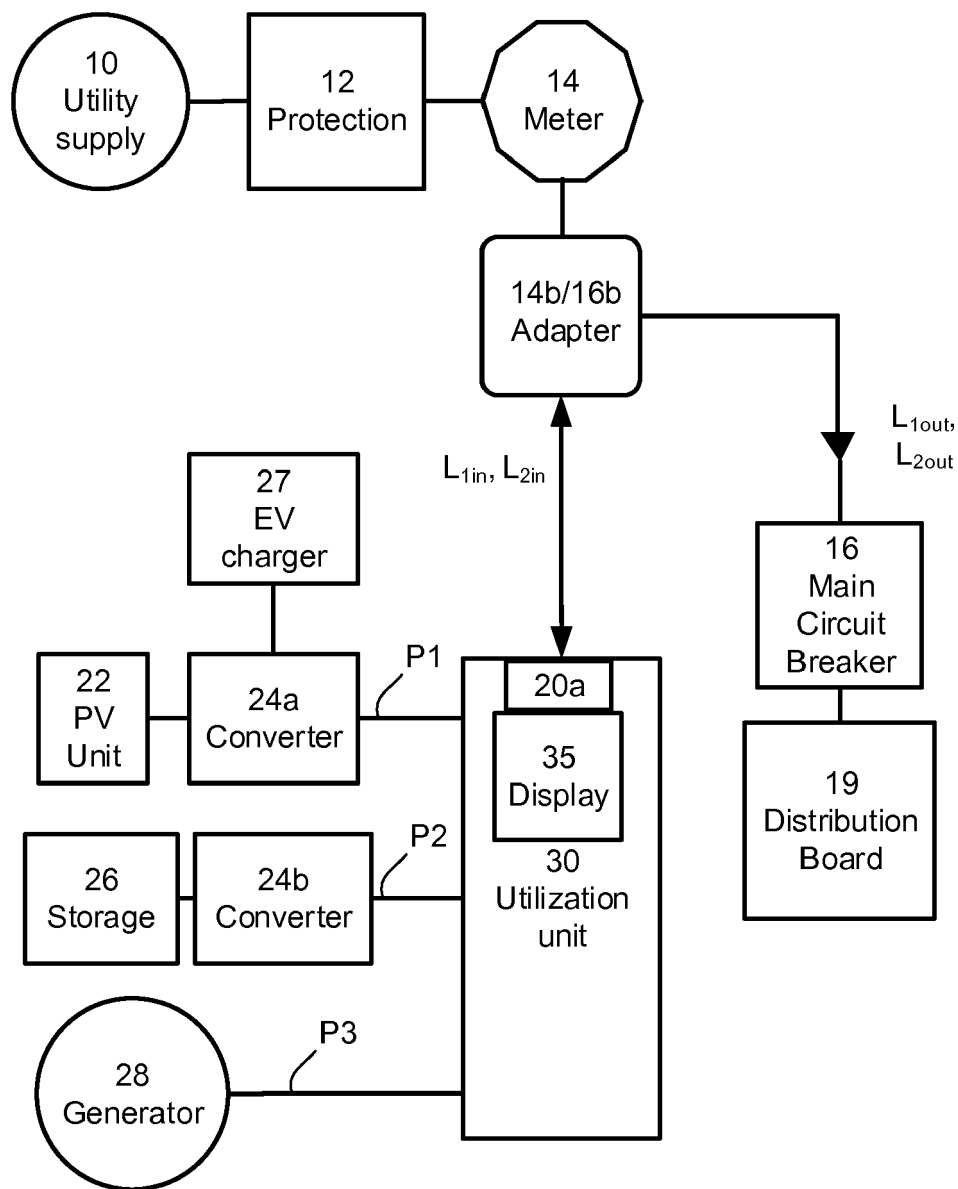 10
Utility
supply
12
Protection
14
Meter
14b/16b
Adapter
L1out,
L2out
L1in, L2in
27
EV
charger
16
Main
Circuit
Breaker
P1
22
PV
Unit
24a
Converter
20a
35
Display
19
Distribution
Board
P2
26
Storage
24b
Converter
30
Utilization
unit
P3
28
Generator